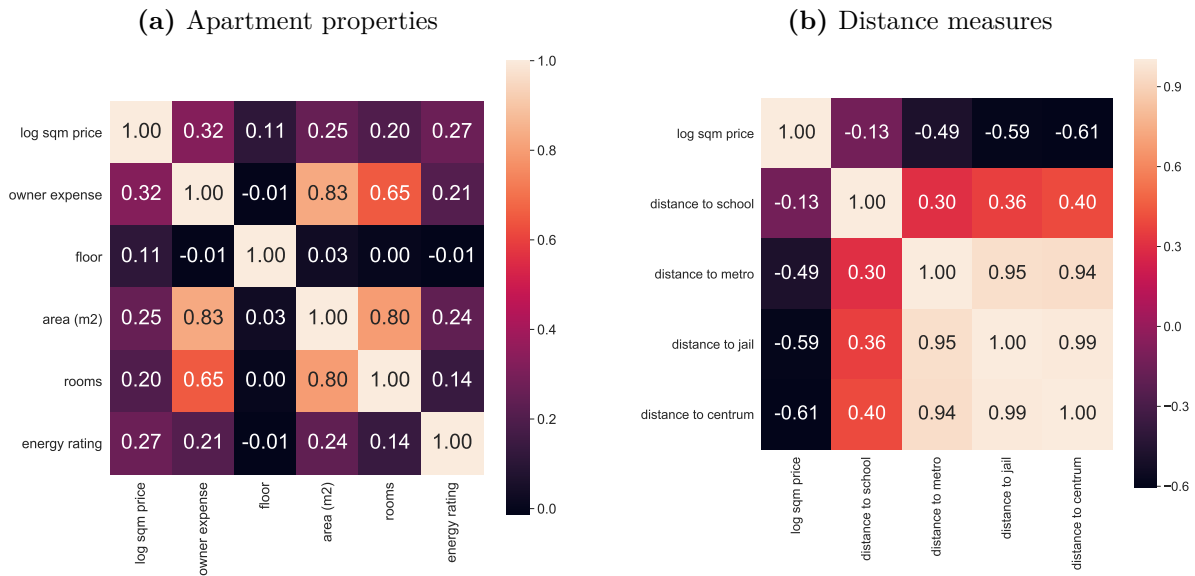 (a) Apartment properties
log sqm price 1.00 0.32 0.11 0.25 0.20 0.27
owner expense 0.32 1.00 -0.01 0.83 0.65 0.21
floor 0.11 -0.01 1.00 0.03 0.00 -0.01
area (m2) 0.25 0.83 0.03 1.00 0.80 0.24
rooms 0.20 0.65 0.00 0.80 1.00 0.14
energy rating 0.27 0.21 -0.01 0.24 0.14 1.00
log sqm price
owner expense
floor
area (m2)
rooms
energy rating
1.0
0.8
0.6
0.4
0.2
0.0
(b) Distance measures
log sqm price 1.00 -0.13 -0.49 -0.59 -0.61
distance to school -0.13 1.00 0.30 0.36 0.40
distance to metro -0.49 0.30 1.00 0.95 0.94
distance to jail -0.59 0.36 0.95 1.00 0.99
distance to centrum -0.61 0.40 0.94 0.99 1.00
log sqm price
distance to school
distance to metro
distance to jail
distance to centrum
0.9
0.6
0.3
0.0
−0.3
−0.6